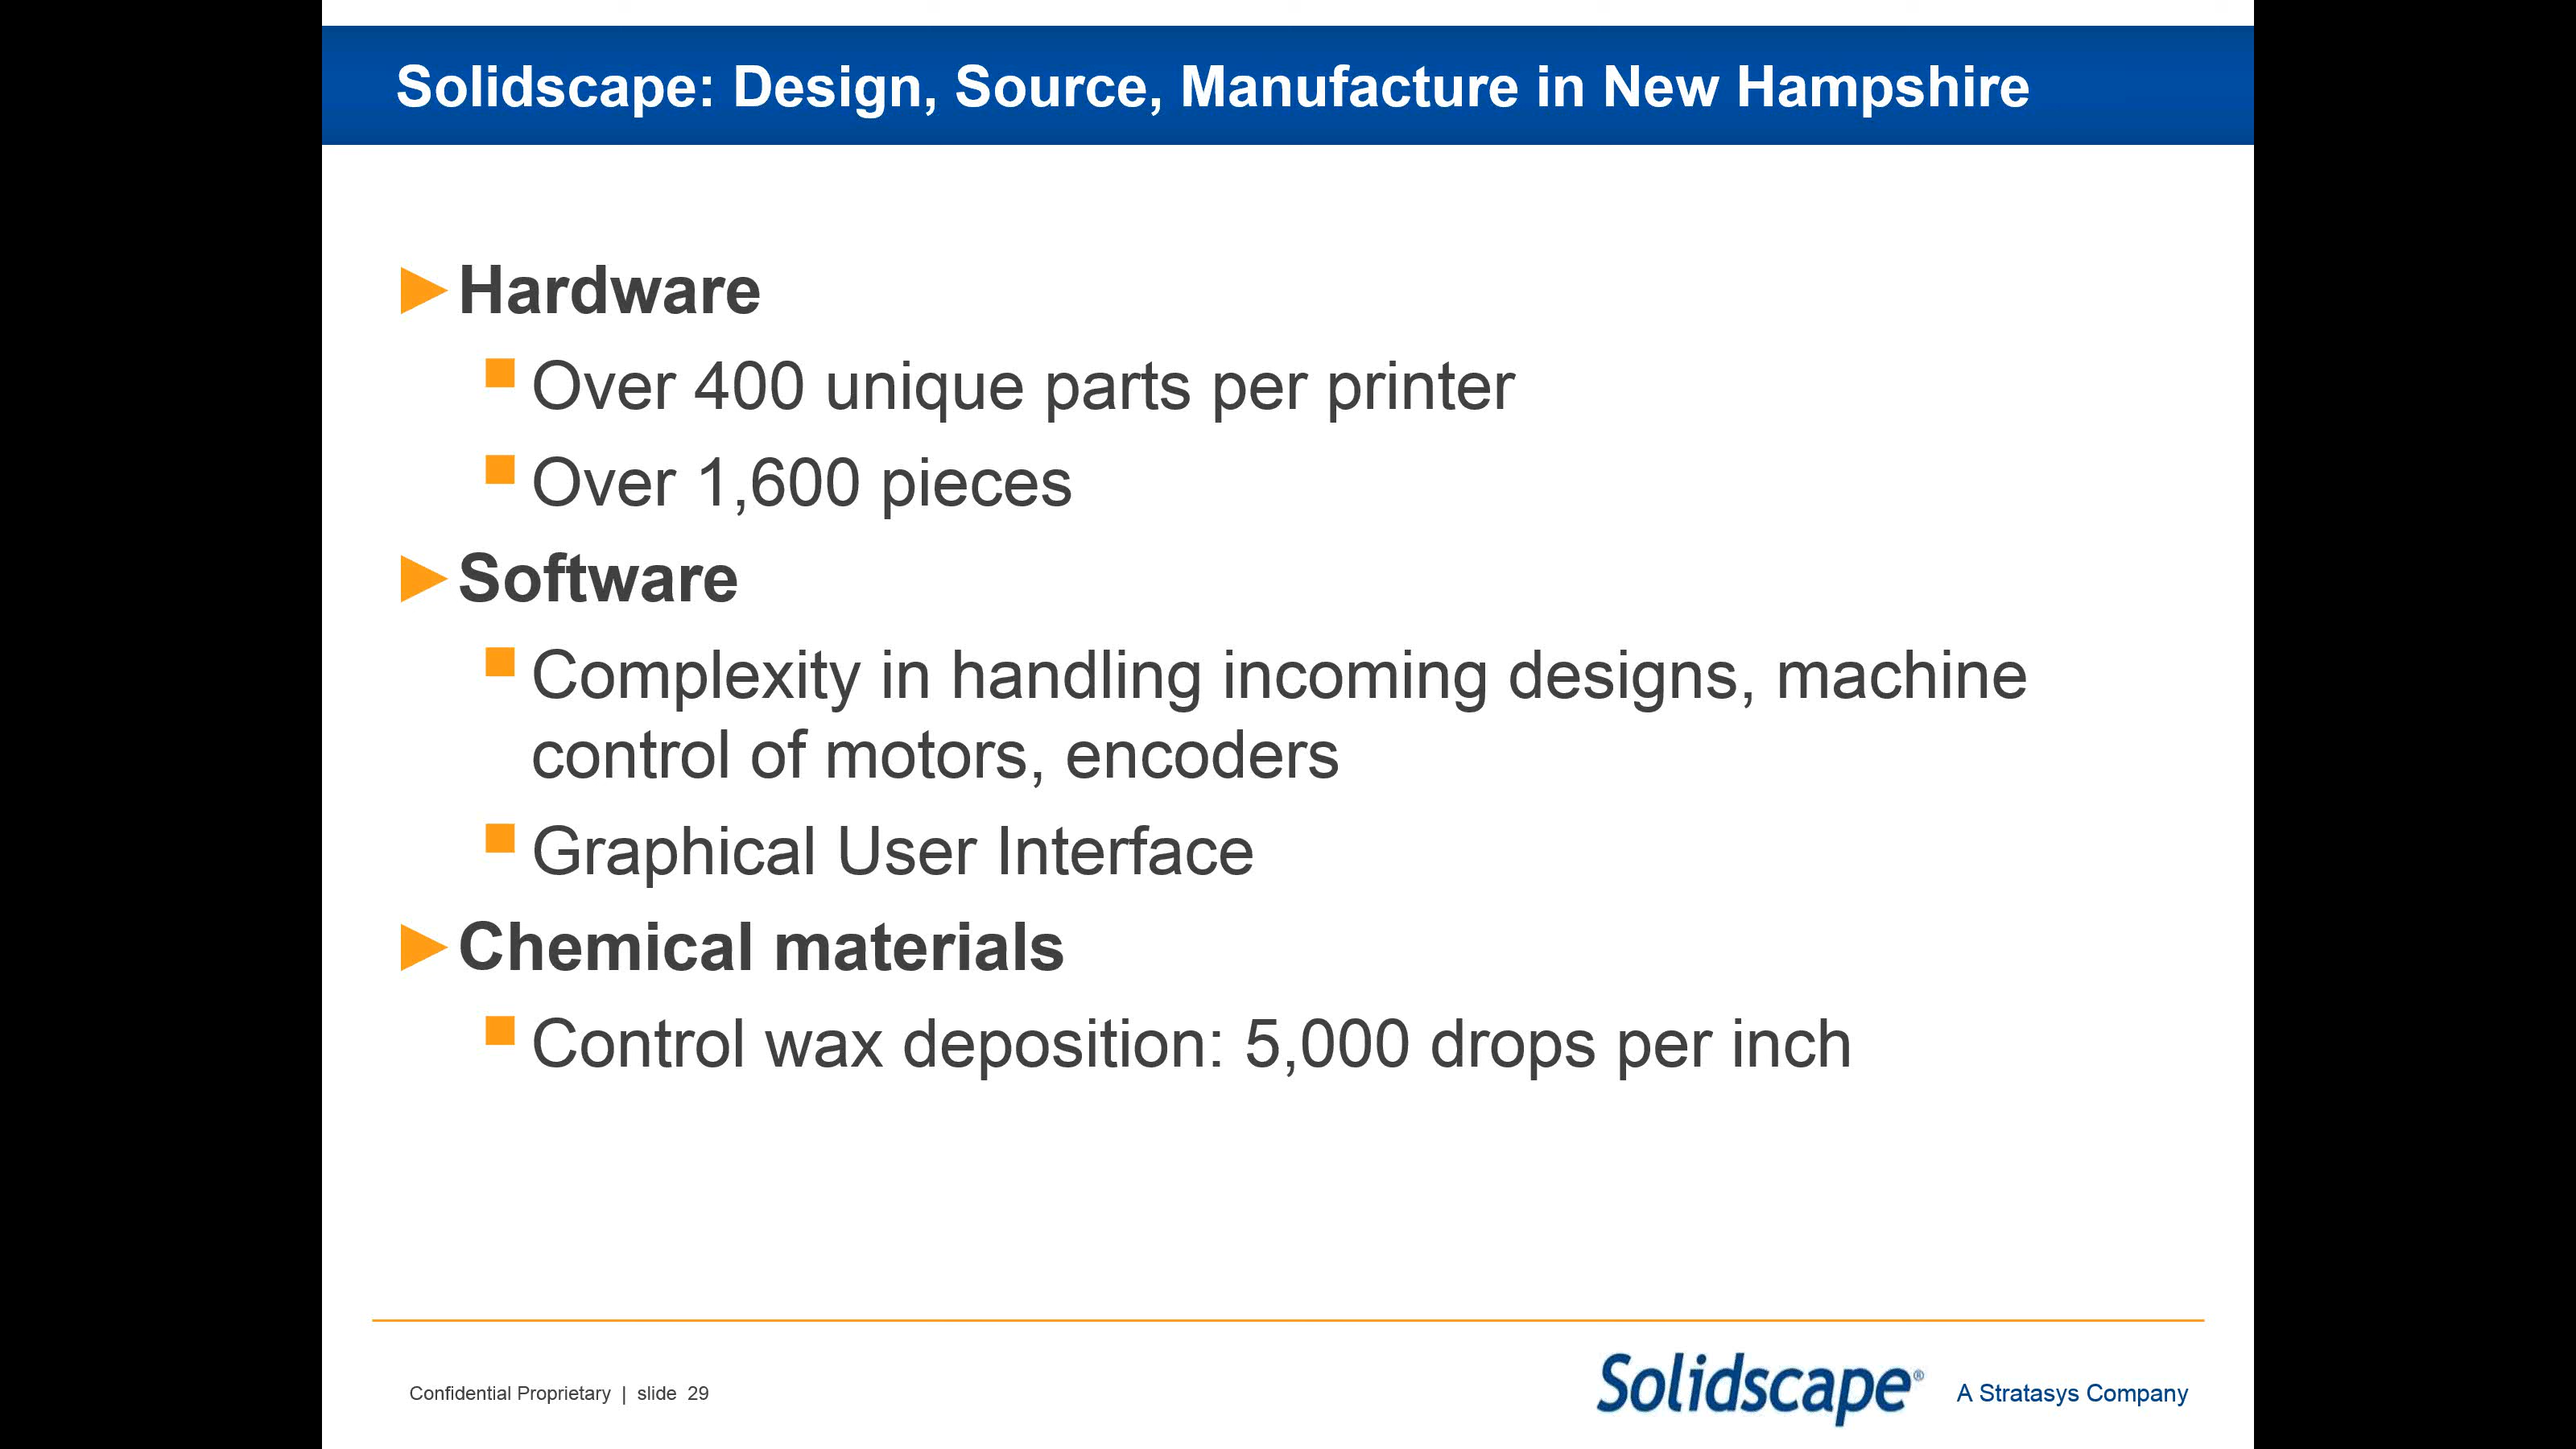 Solidscape: Design, Source, Manufacture in New Hampshire
Hardware
Over 400 unique parts per printer
Over 1,600 pieces
Software
Complexity in handling incoming designs, machine
control of motors, encoders
Graphical User Interface
Chemical materials
Control wax deposition: 5,000 drops per inch
Confidential Proprietary | slide 29
Solidscape® A Stratasys Company